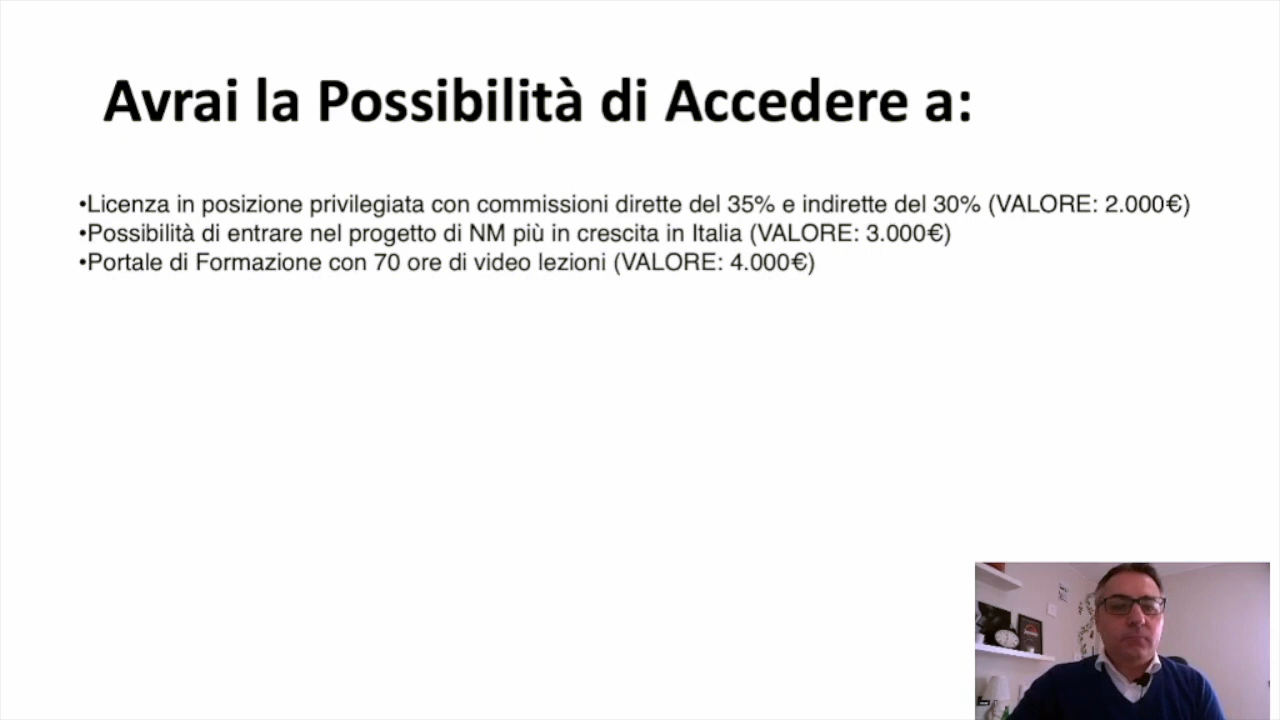 Avrai la Possibilità di Accedere a:
•Licenza in posizione privilegiata con commissioni dirette del 35% e indirette del 30% (VALORE: 2.000€)
•Possibilità di entrare nel progetto di NM più in crescita in Italia (VALORE: 3.000€)
•Portale di Formazione con 70 ore di video lezioni (VALORE: 4.000€)